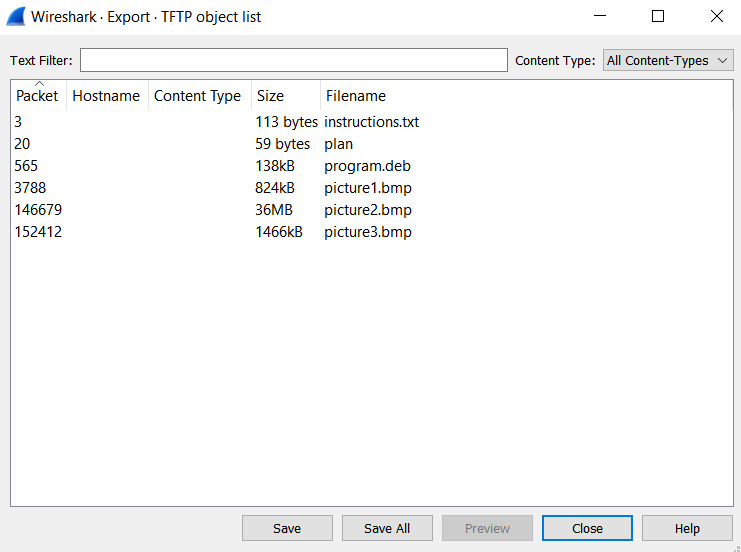 Wireshark · Export · TFTP object list
Text Filter: Content Type: All Content-Types
Packet Hostname Content Type Size Filename
3 113 bytes instructions.txt
20 59 bytes plan
565 138kB program.deb
3788 824kB picture1.bmp
146679 36MB picture2.bmp
152412 1466kB picture3.bmp
Save Save All Preview Close Help